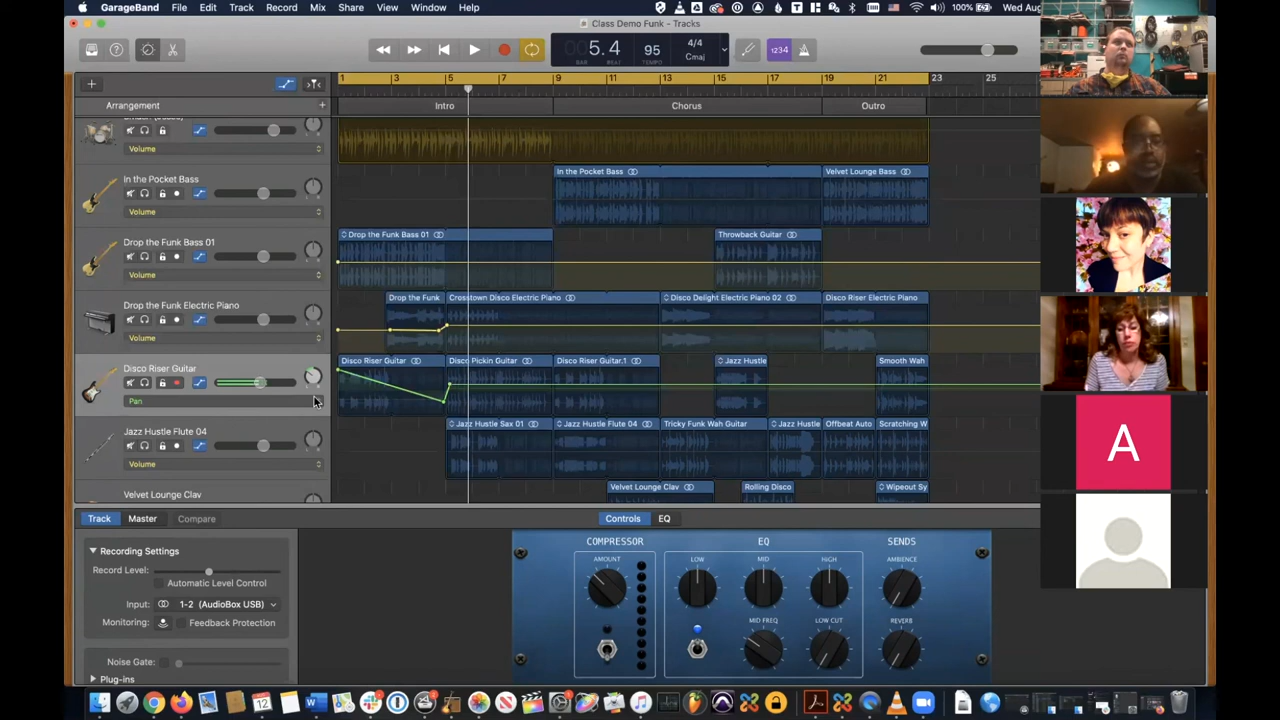 GarageBand File Edit Track Record Mix Share View Window Help 100% Wed Aug
Class Demo Funk - Tracks
5.4 95 4/4
BAR BEAT TEMPO Cmaj
1234
1 3 5 7 9 11 13 15 17 19 21 23 25
Arrangement Intro Chorus Outro
Volume
In the Pocket Bass
Volume
In the Pocket Bass Velvet Lounge Bass
Drop the Funk Bass 01
Volume
Drop the Funk Bass 01 Throwback Guitar
Drop the Funk Electric Piano
Volume
Drop the Funk Crosstown Disco Electric Piano Disco Delight Electric Piano 02 Disco Riser Electric Piano
Disco Riser Guitar
Pan
Disco Riser Guitar Disco Pickin Guitar Disco Riser Guitar.1 Jazz Hustle Smooth Wah
Jazz Hustle Flute 04
Volume
Jazz Hustle Sax 01 Jazz Hustle Flute 04 Tricky Funk Wah Guitar Jazz Hustle Offbeat Auto Scratching W
Velvet Lounge Clav
Velvet Lounge Clav Rolling Disco Wipeout Sy
Track Master Compare Controls EQ
Recording Settings
Record Level:
Automatic Level Control
Input: 1-2 (AudioBox USB)
Monitoring: Feedback Protection
Noise Gate:
Plug-ins
COMPRESSOR EQ SENDS
AMOUNT LOW MID HIGH AMBIENCE
MID FREQ LOW CUT REVERB
A
12